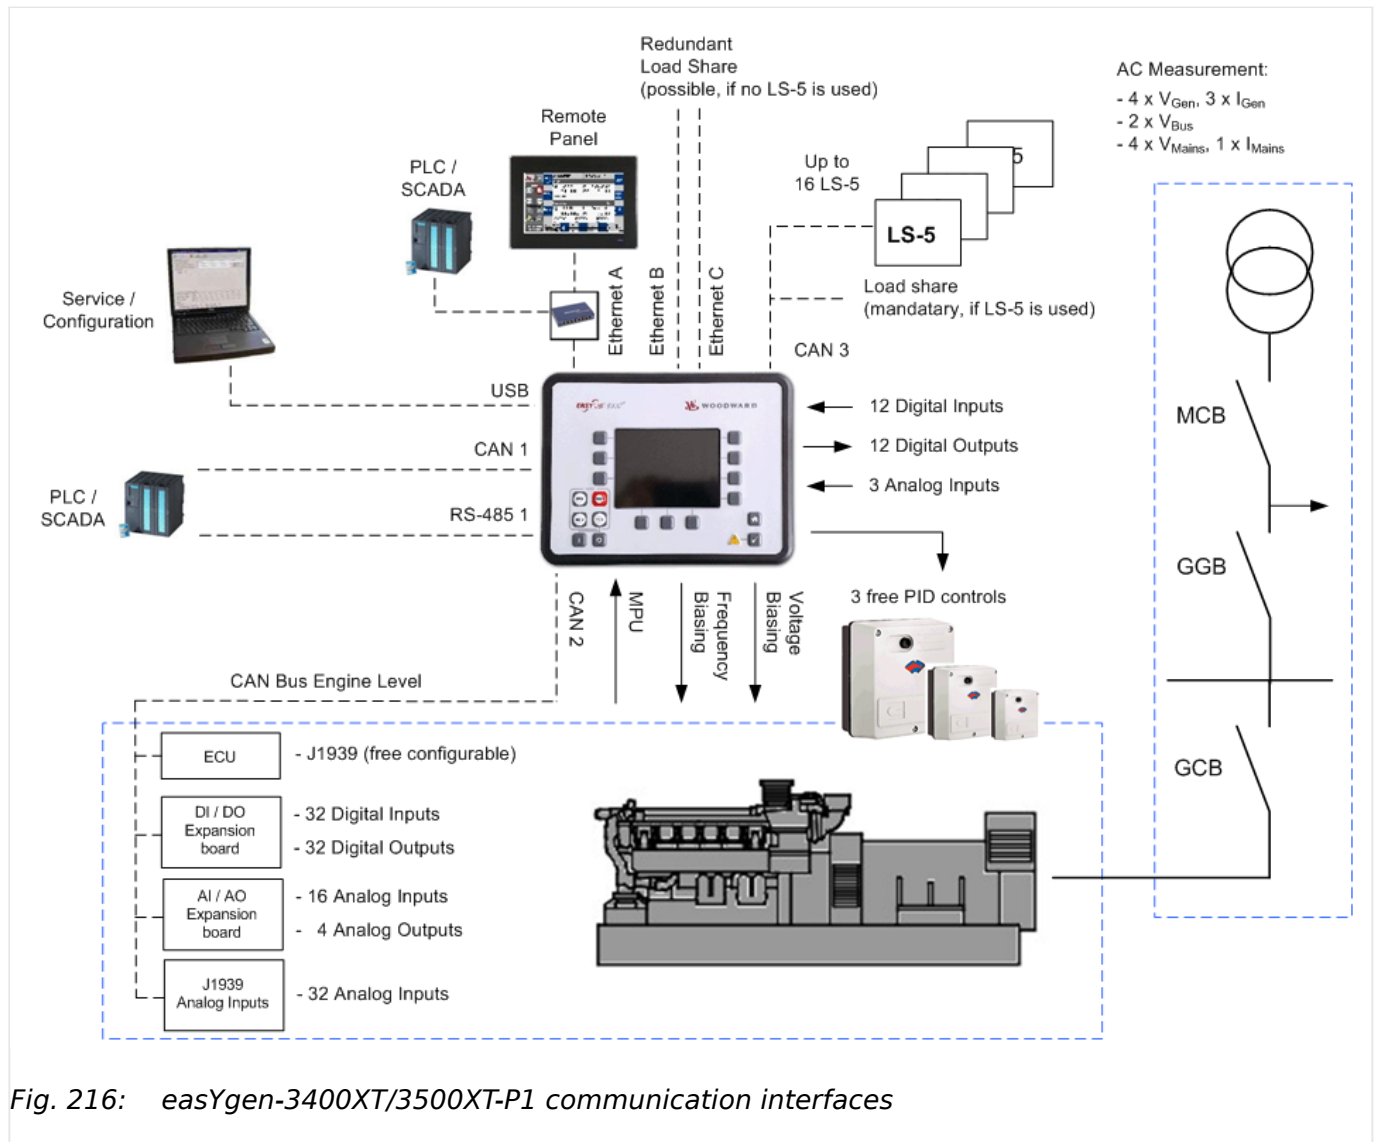 Redundant
Load Share
(possible, if no LS-5 is used)
AC Measurement:
- 4 x VGen, 3 x IGen
- 2 x VBus
- 4 x VMains, 1 x IMains
Remote
Panel
PLC /
SCADA
Up to
16 LS-5
5
LS-5
Service /
Configuration
Ethernet A
Ethernet B
Ethernet C
Load share
(mandatary, if LS-5 is used)
CAN 3
USB
WOODWARD
12 Digital Inputs
MCB
CAN 1
12 Digital Outputs
3 Analog Inputs
PLC /
SCADA
RS-485 1
GGB
CAN 2
MPU
Frequency
Biasing
Voltage
Biasing
3 free PID controls
CAN Bus Engine Level
ECU
- J1939 (free configurable)
GCB
DI / DO
Expansion
board
- 32 Digital Inputs
- 32 Digital Outputs
AI / AO
Expansion
board
- 16 Analog Inputs
- 4 Analog Outputs
J1939
Analog Inputs
- 32 Analog Inputs
Fig. 216: easYgen-3400XT/3500XT-P1 communication interfaces